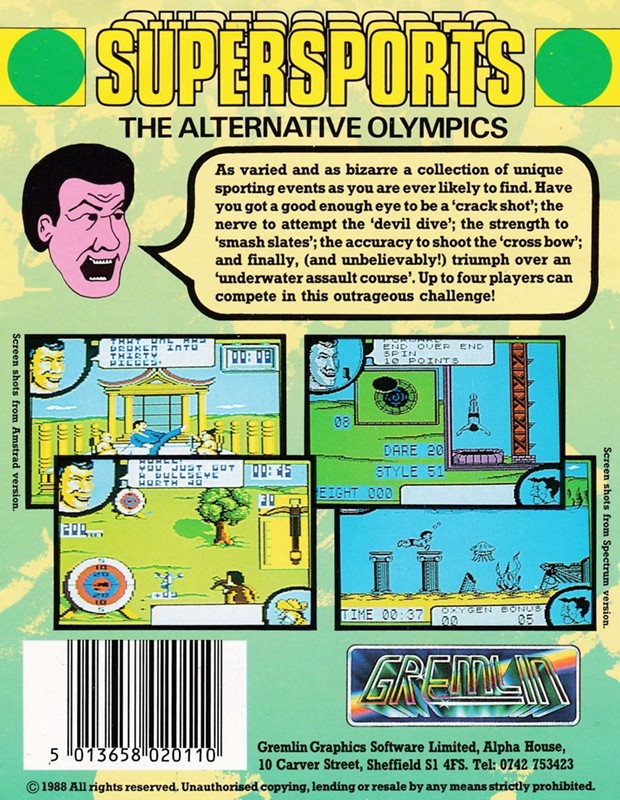 SUPERSPORTS
THE ALTERNATIVE OLYMPICS
As varied and as bizarre a collection of unique
sporting events as you are ever likely to find. Have
you got a good enough eye to be a 'crack shot'; the
nerve to attempt the 'devil dive'; the strength to
'smash slates'; the accuracy to shoot the 'cross bow';
and finally, (and unbelievably!) triumph over an
'underwater assault course'. Up to four players can
compete in this outrageous challenge!
Screen shots from Amstrad version.
THAT ONE WAS
BROKEN INTO
THIRTY
PIECES.
00:00
FORWARD
END OVER END
SPIN
10 POINTS
08
DARE 20
STYLE 51
HEIGHT 000
YOU JUST GOT
A BULLSEYE
WORTH 40
00:45
30
200
TIME 00:37
OXYGEN BONUS
00 05
Screen shots from Spectrum version.
GREMLIN
5 013658 020110
Gremlin Graphics Software Limited, Alpha House,
10 Carver Street, Sheffield S1 4FS. Tel: 0742 753423
© 1988 All rights reserved. Unauthorised copying, lending or resale by any means strictly prohibited.